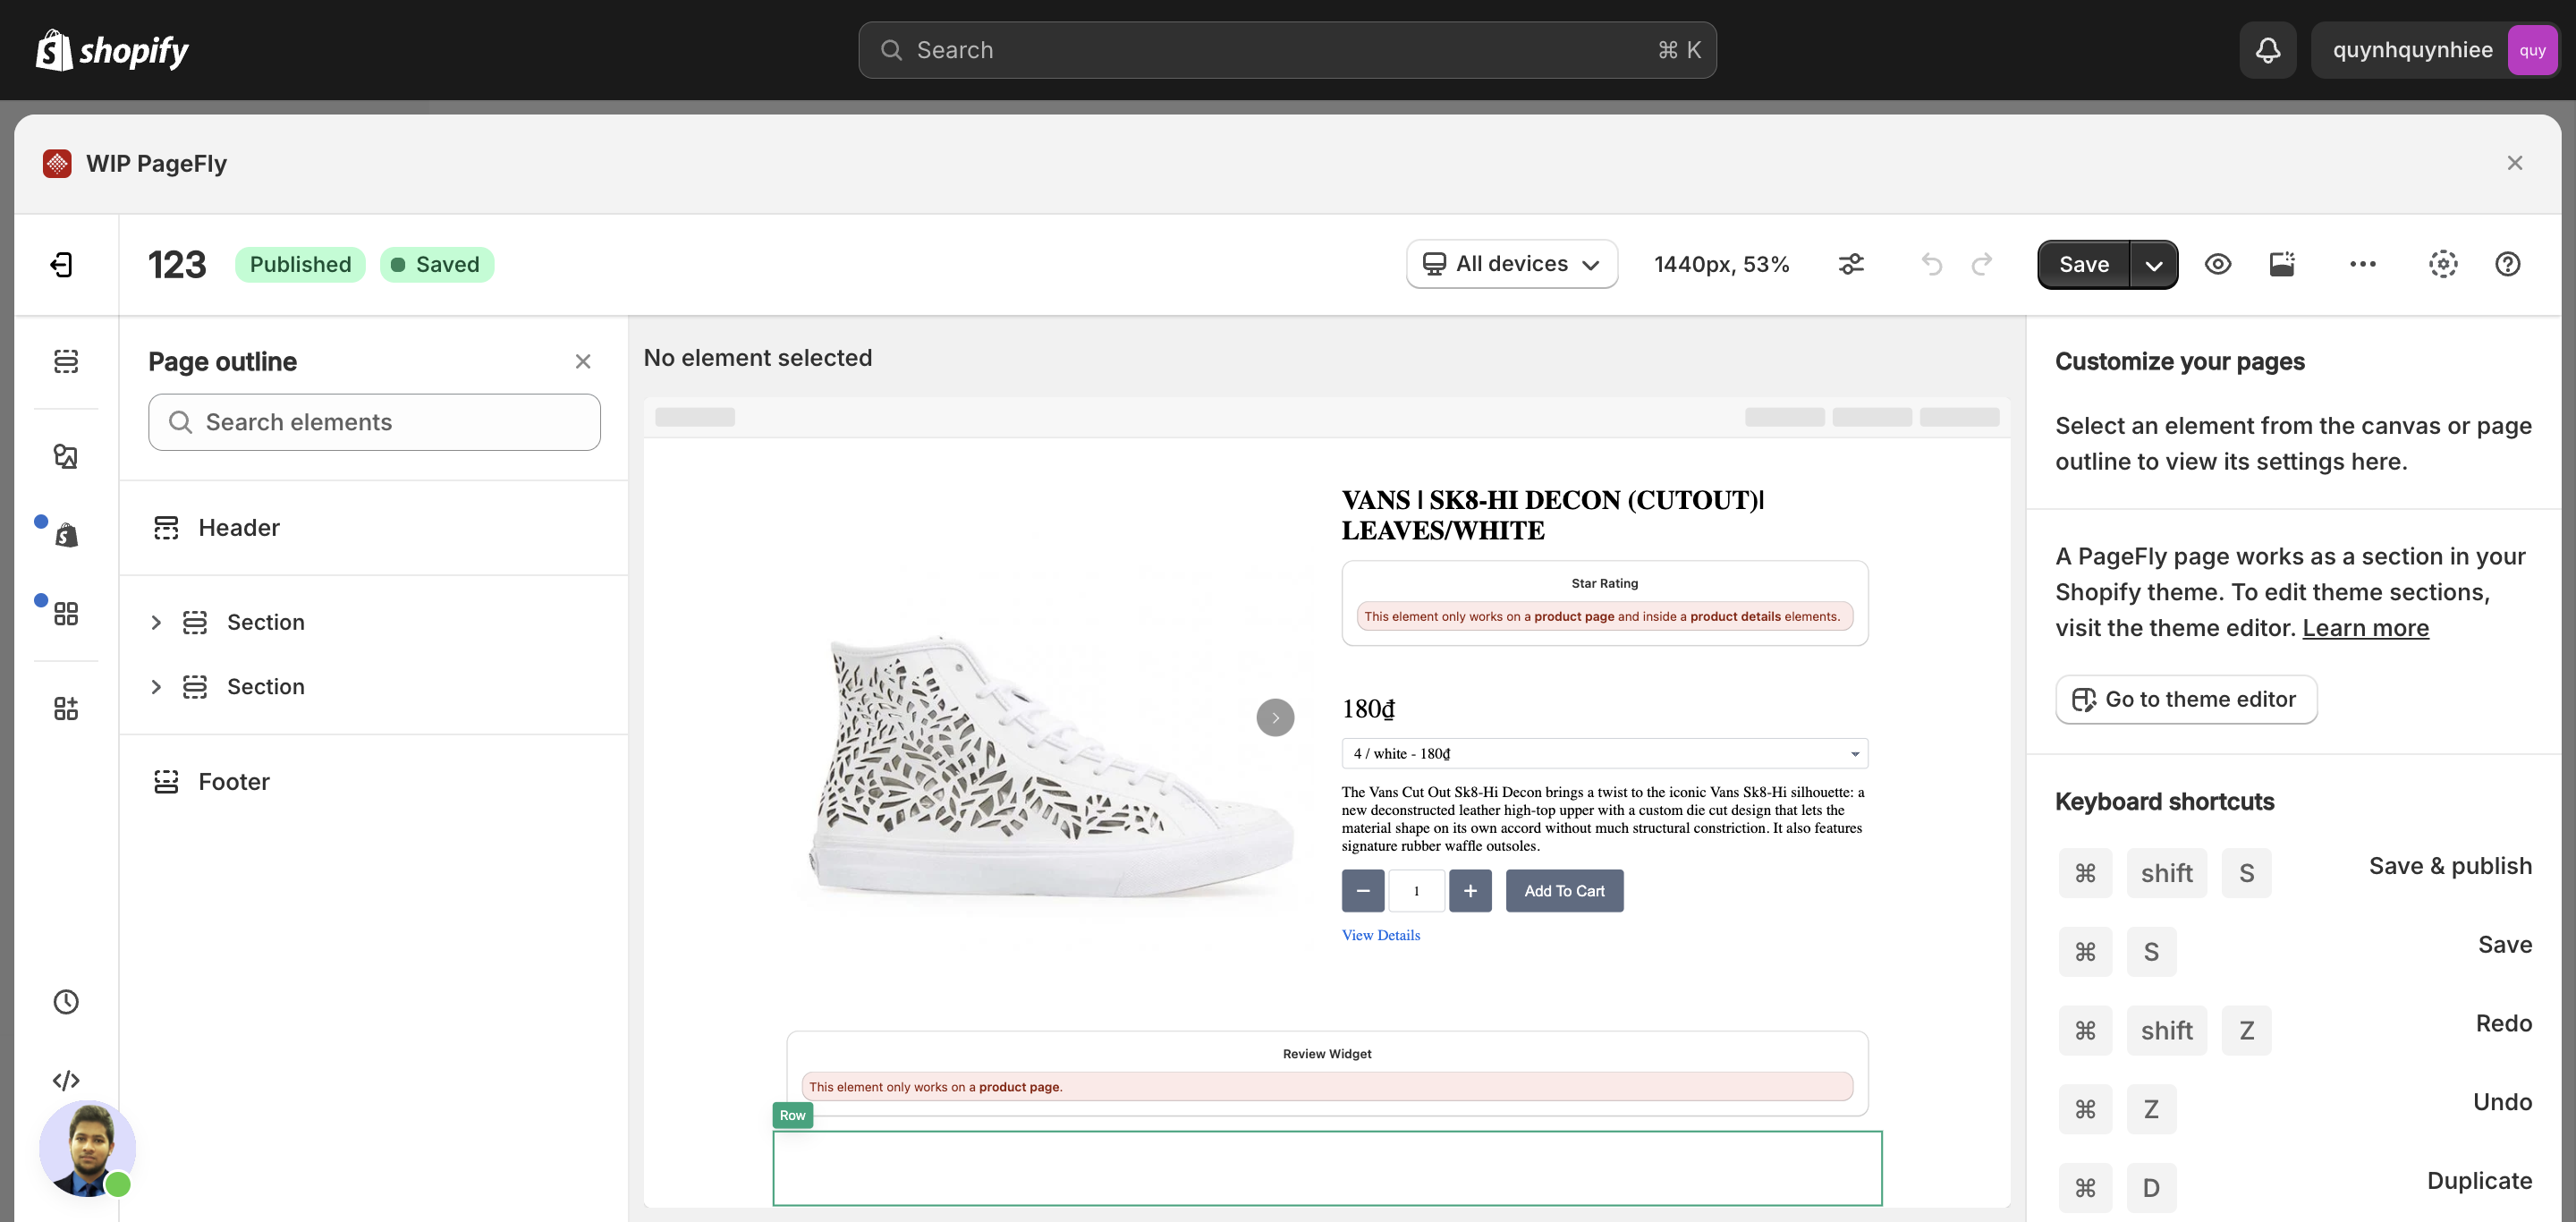 shopify
Search
⌘ K
quynhquynhiee
quy
WIP PageFly
123
Published
Saved
All devices
1440px, 53%
Save
Page outline
Search elements
Header
Section
Section
Footer
No element selected
VANS | SK8-HI DECON (CUTOUT)|
LEAVES/WHITE
Star Rating
This element only works on a product page and inside a product details elements.
180₫
4 / white - 180₫
The Vans Cut Out Sk8-Hi Decon brings a twist to the iconic Vans Sk8-Hi silhouette: a
new deconstructed leather high-top upper with a custom die cut design that lets the
material shape on its own accord without much structural constriction. It also features
signature rubber waffle outsoles.
1
Add To Cart
View Details
Review Widget
This element only works on a product page.
Row
Customize your pages
Select an element from the canvas or page
outline to view its settings here.
A PageFly page works as a section in your
Shopify theme. To edit theme sections,
visit the theme editor. Learn more
Go to theme editor
Keyboard shortcuts
⌘ shift S Save & publish
⌘ S Save
⌘ shift Z Redo
⌘ Z Undo
⌘ D Duplicate